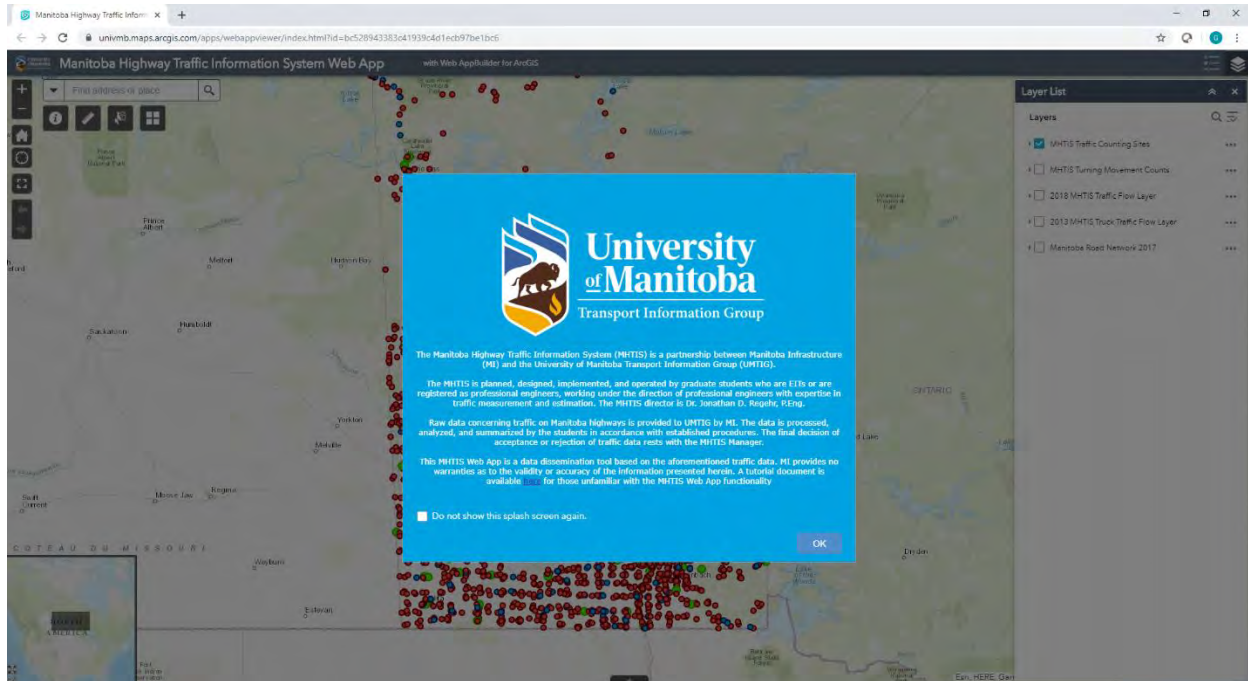 Manitoba Highway Traffic Inform
univmb.maps.arcgis.com/apps/webappviewer/index.html?id=bc528943383c41939c4d1ecb97be1bc6
Manitoba Highway Traffic Information System Web App
with Web AppBuilder for ArcGIS
Find address or place
Layer List
Layers
MHTIS Traffic Counting Sites
MHTIS Turning Movement Counts
2018 MHTIS Traffic Flow Layer
2013 MHTIS Truck Traffic Flow Layer
Manitoba Road Network 2017
University
of Manitoba
Transport Information Group
The Manitoba Highway Traffic Information System (MHTIS) is a partnership between Manitoba Infrastructure
(MI) and the University of Manitoba Transport Information Group (UMTIG).
The MHTIS is planned, designed, implemented, and operated by graduate students who are EITs or are
registered as professional engineers, working under the direction of professional engineers with expertise in
traffic measurement and estimation. The MHTIS director is Dr. Jonathan D. Regehr, P.Eng.
Raw data concerning traffic on Manitoba highways is provided to UMTIG by MI. The data is processed,
analyzed, and summarized by the students in accordance with established procedures. The final decision of
acceptance or rejection of traffic data rests with the MHTIS Manager.
This MHTIS Web App is a data dissemination tool based on the aforementioned traffic data. MI provides no
warranties as to the validity or accuracy of the information presented herein. A tutorial document is
available here for those unfamiliar with the MHTIS Web App functionality
Do not show this splash screen again.
OK
Prince
Albert
Melfort
Hudson Bay
Saskatoon
Humboldt
Yorkton
Melville
ONTARIO
Swift
Current
Moose Jaw
Regina
COTEAU DU MISSOURI
Weyburn
Estevan
Dryden
NORTH
AMERICA
Esri, HERE, Garm